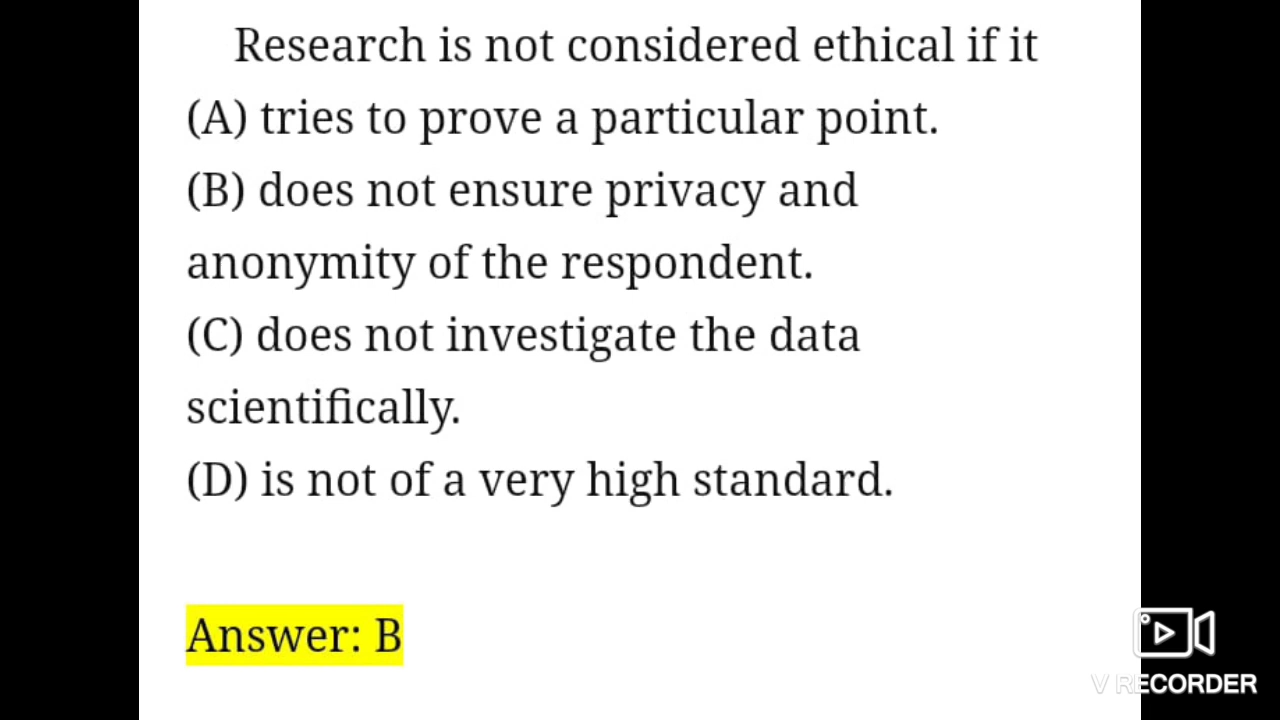 Research is not considered ethical if it
(A) tries to prove a particular point.
(B) does not ensure privacy and
anonymity of the respondent.
(C) does not investigate the data
scientifically.
(D) is not of a very high standard.
Answer: B
V RECORDER